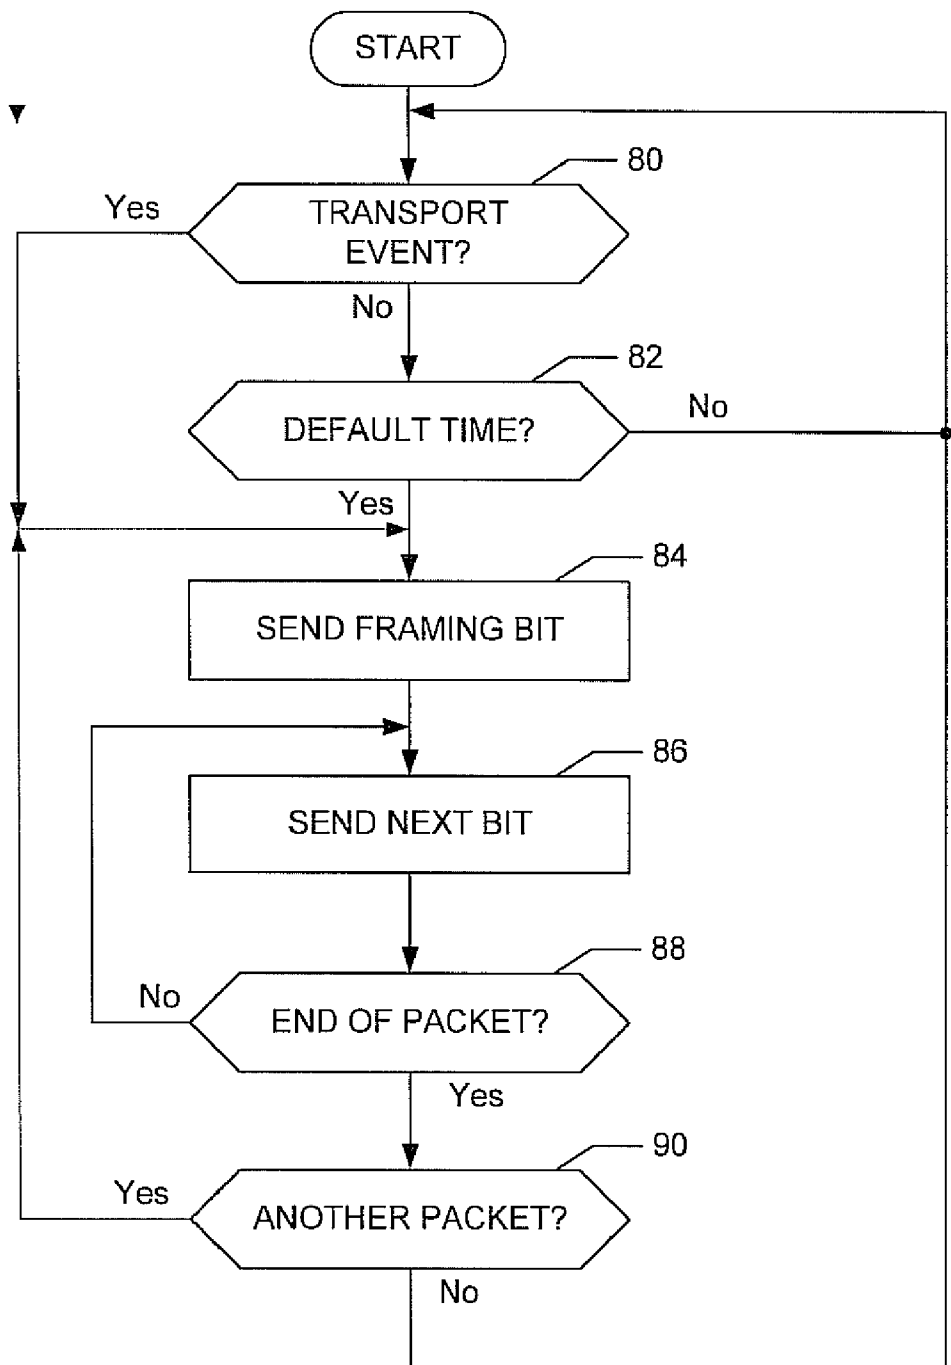 START
80
Yes
TRANSPORT
EVENT?
No
82
DEFAULT TIME?
No
Yes
84
SEND FRAMING BIT
86
SEND NEXT BIT
88
No
END OF PACKET?
Yes
90
Yes
ANOTHER PACKET?
No